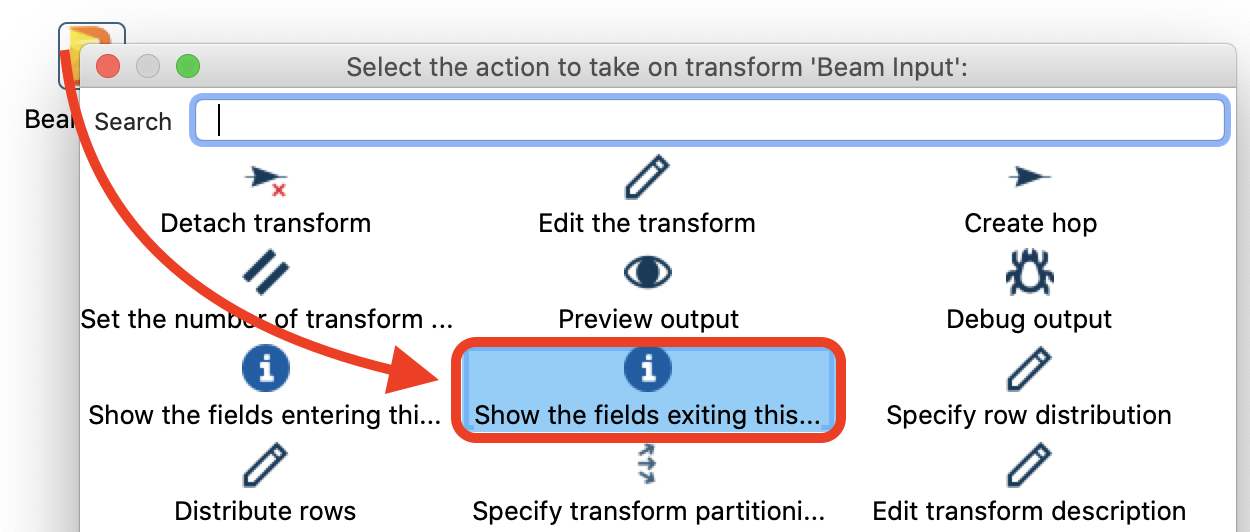 Select the action to take on transform 'Beam Input':
Search
Detach transform
Edit the transform
Create hop
Set the number of transform ...
Preview output
Debug output
Show the fields entering thi...
Show the fields exiting this...
Specify row distribution
Distribute rows
Specify transform partitioni...
Edit transform description